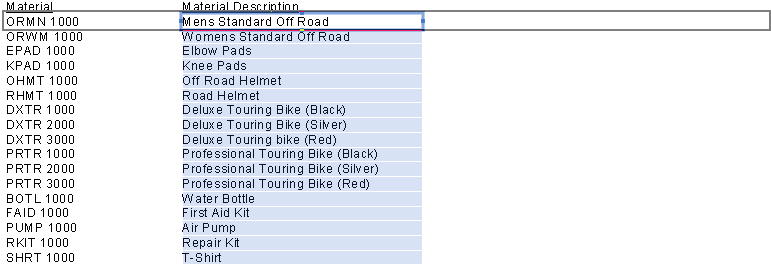 Material Material Description
ORMN 1000 Mens Standard Off Road
ORWM 1000 Womens Standard Off Road
EPAD 1000 Elbow Pads
KPAD 1000 Knee Pads
OHMT 1000 Off Road Helmet
RHMT 1000 Road Helmet
DXTR 1000 Deluxe Touring Bike (Black)
DXTR 2000 Deluxe Touring Bike (Silver)
DXTR 3000 Deluxe Touring bike (Red)
PRTR 1000 Professional Touring Bike (Black)
PRTR 2000 Professional Touring Bike (Silver)
PRTR 3000 Professional Touring Bike (Red)
BOTL 1000 Water Bottle
FAID 1000 First Aid Kit
PUMP 1000 Air Pump
RKIT 1000 Repair Kit
SHRT 1000 T-Shirt